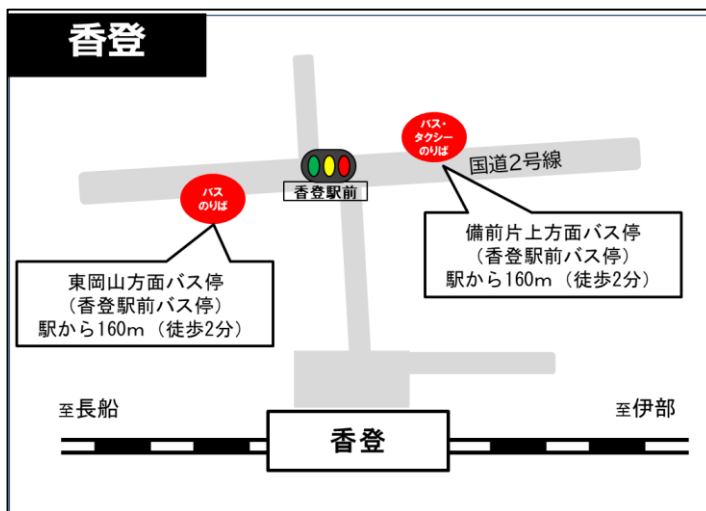 香登
バス・
タクシー
のりば
国道2号線
香登駅前
バス
のりば
備前片上方面バス停
(香登駅前バス停)
駅から160m(徒歩2分)
東岡山方面バス停
(香登駅前バス停)
駅から160m(徒歩2分)
至長船
至伊部
香登